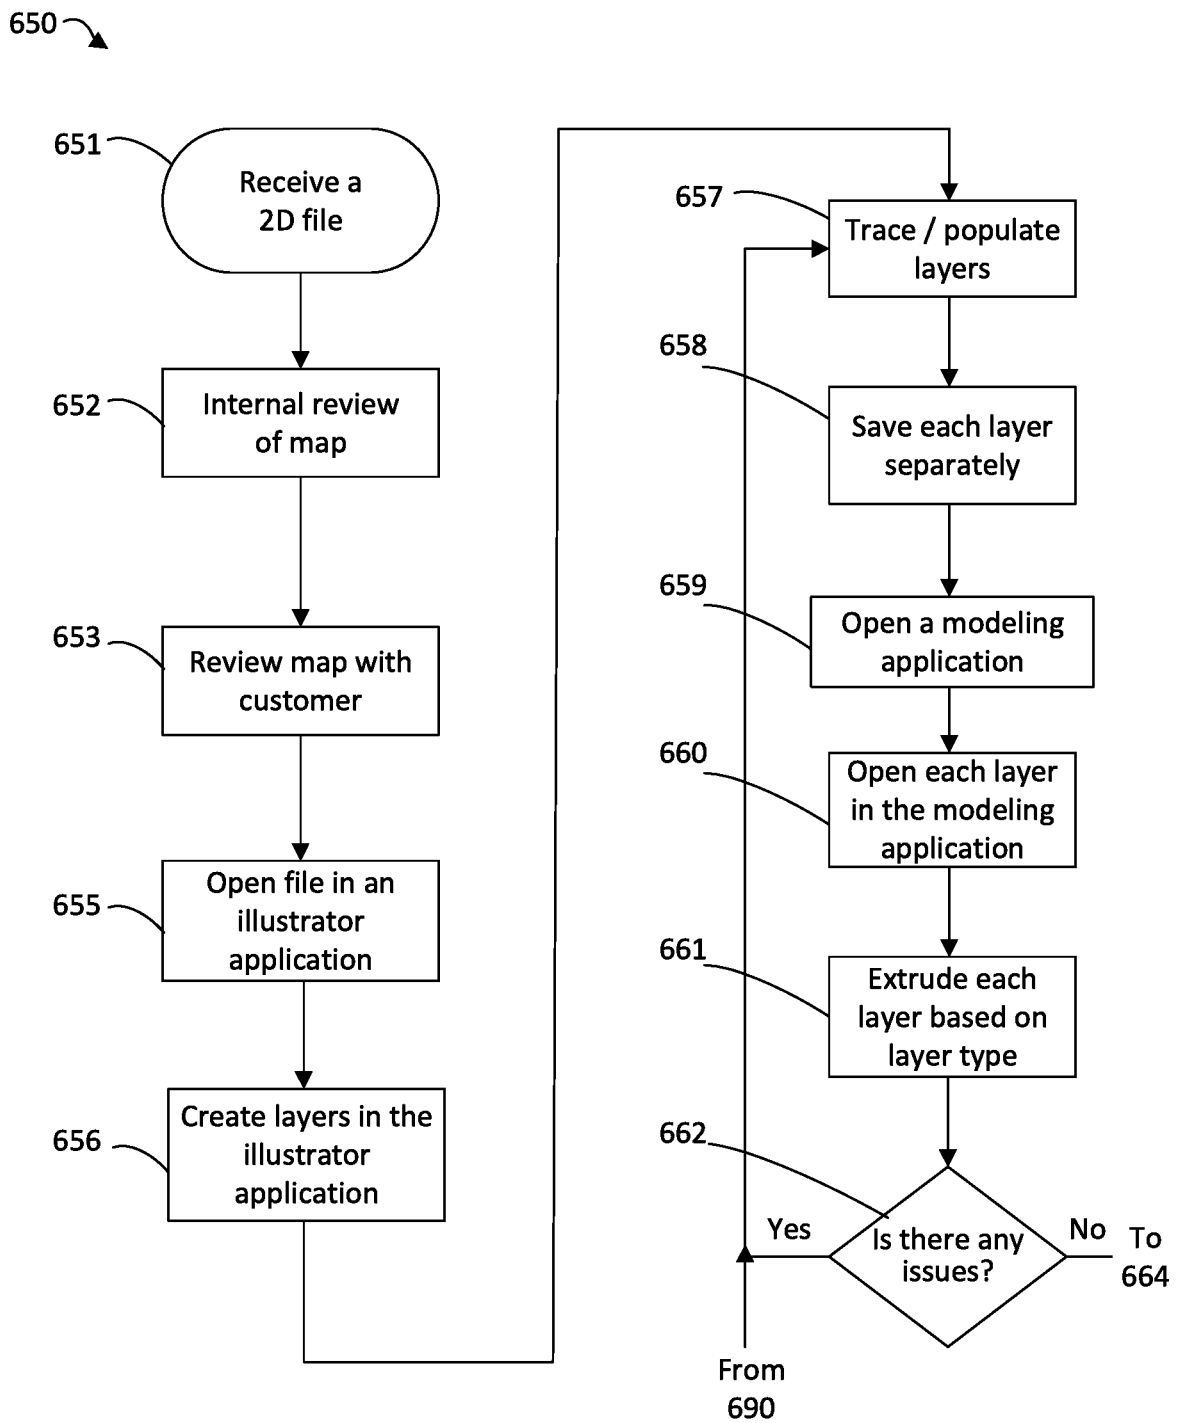 650
651
Receive a
2D file
652
Internal review
of map
653
Review map with
customer
655
Open file in an
illustrator
application
656
Create layers in the
illustrator
application
657
Trace / populate
layers
658
Save each layer
separately
659
Open a modeling
application
660
Open each layer
in the modeling
application
661
Extrude each
layer based on
layer type
662
Is there any
issues?
Yes
No
To
664
From
690